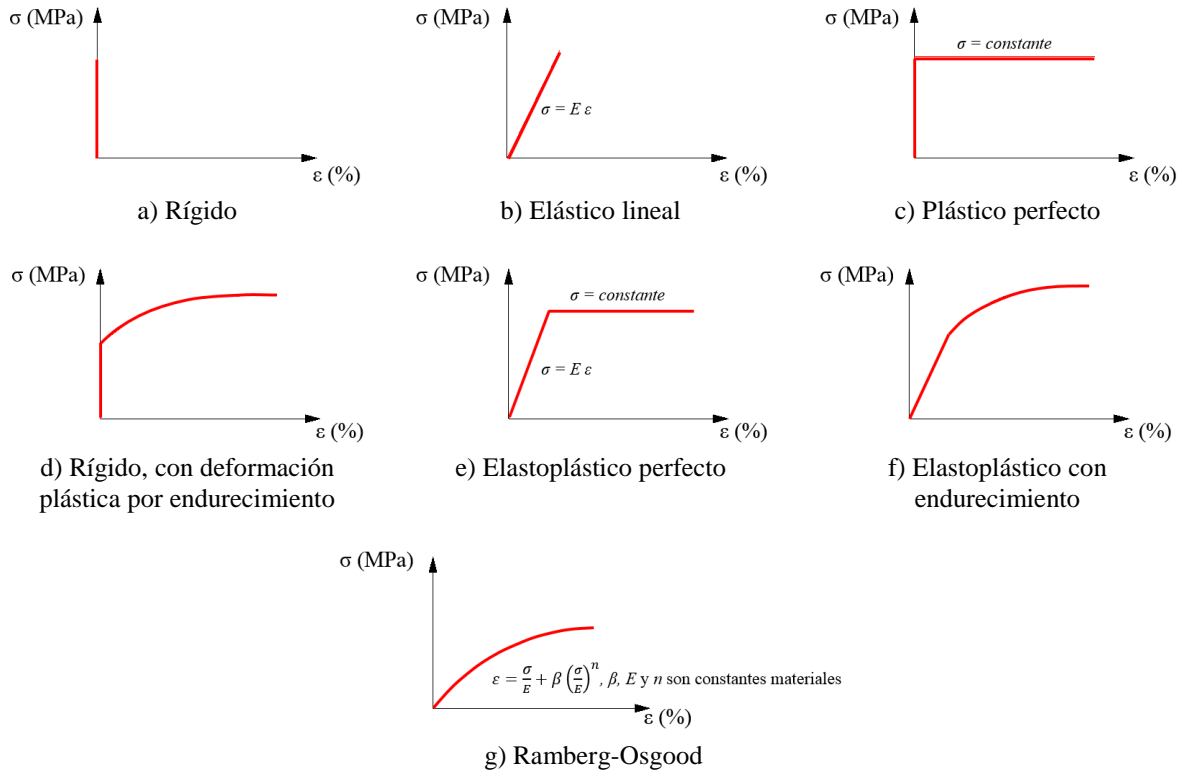 σ (MPa)
ε (%)
a) Rígido
σ (MPa)
σ = E ε
ε (%)
b) Elástico lineal
σ (MPa)
σ = constante
ε (%)
c) Plástico perfecto
σ (MPa)
ε (%)
d) Rígido, con deformación
plástica por endurecimiento
σ (MPa)
σ = constante
σ = E ε
ε (%)
e) Elastoplástico perfecto
σ (MPa)
ε (%)
f) Elastoplástico con
endurecimiento
σ (MPa)
ε = σ/E + β (σ/E)^n, β, E y n son constantes materiales
ε (%)
g) Ramberg-Osgood